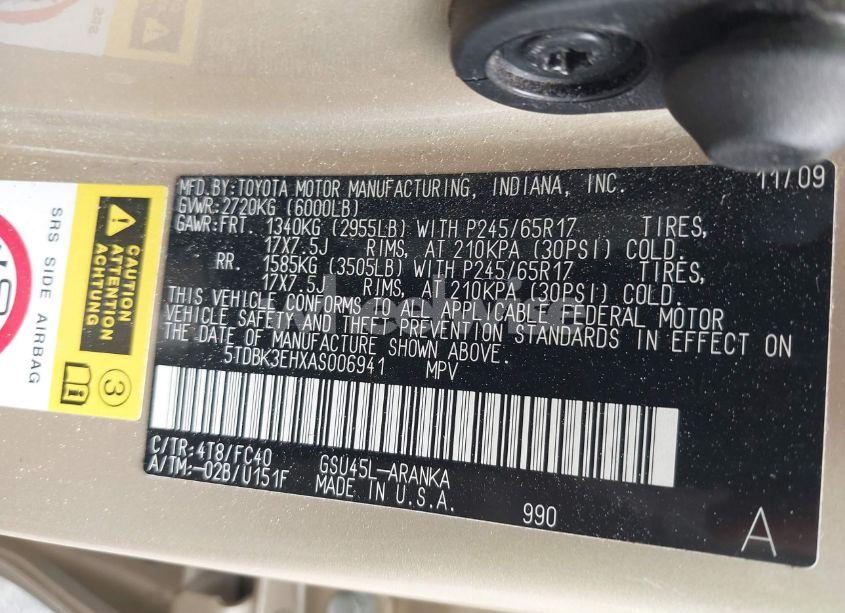 11/09
MFD.BY:TOYOTA MOTOR MANUFACTURING, INDIANA, INC.
GVWR:2720KG (6000LB)
GAWR:FRT. 1340KG (2955LB) WITH P245/65R17 TIRES,
17X7.5J RIMS, AT 210KPA (30PSI) COLD.
RR. 1585KG (3505LB) WITH P245/65R17 TIRES,
17X7.5J RIMS, AT 210KPA (30PSI) COLD.
THIS VEHICLE CONFORMS TO ALL APPLICABLE FEDERAL MOTOR
VEHICLE SAFETY AND THEFT PREVENTION STANDARDS IN EFFECT ON
THE DATE OF MANUFACTURE SHOWN ABOVE.
5TDBK3EHXAS006941 MPV
C/TR:4T8/FC40
A/TM:-02B/U151F
GSU45L-ARANKA
MADE IN U.S.A.
990
A
SRS SIDE AIRBAG
CAUTION
ATTENTION
ACHTUNG
3